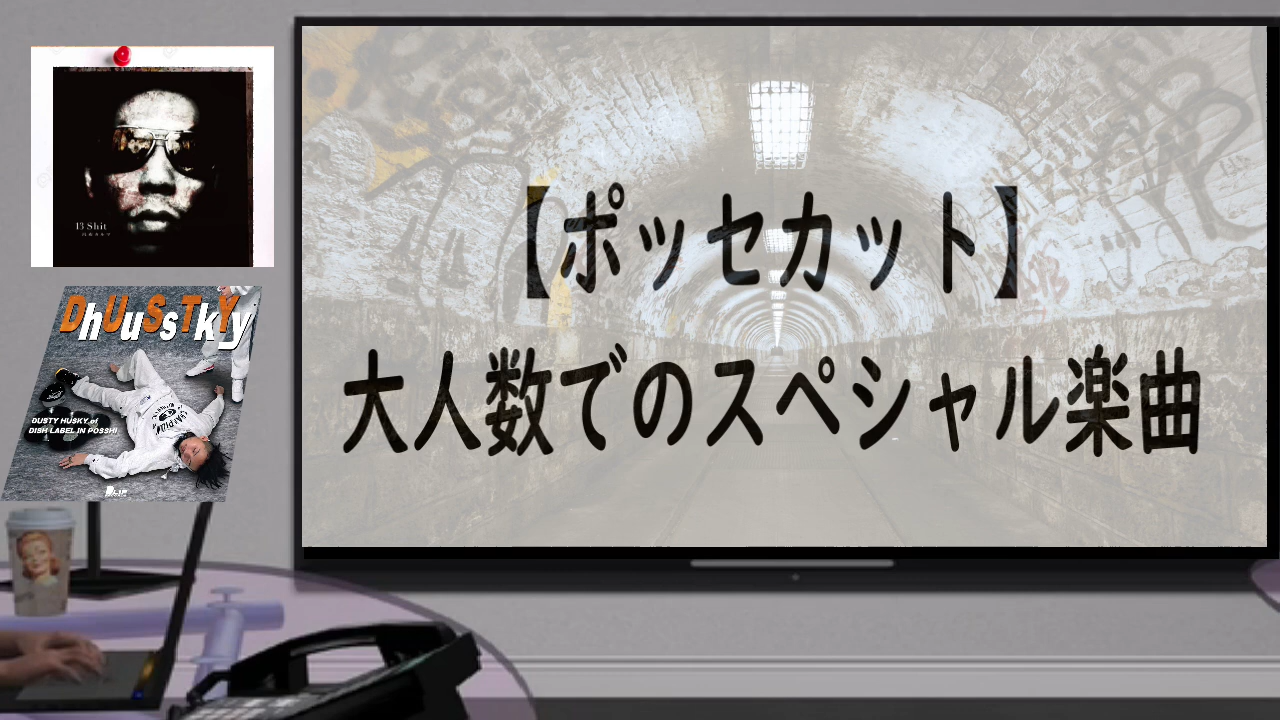 【ポッセカット】
大人数でのスペシャル楽曲
13 Shit
DhUuSsTkYy
DUSTY HUSKY of
DISH LABEL IN POSSHI